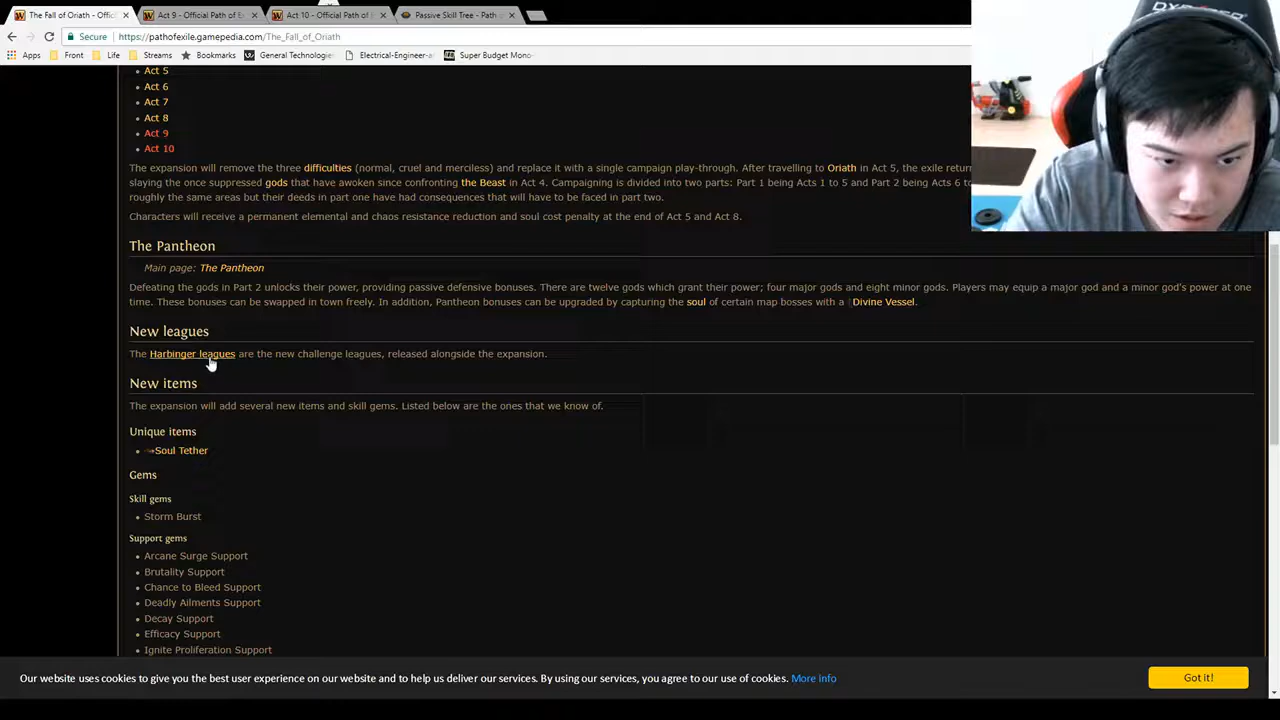 The Fall of Oriath - Offic
Act 9 - Official Path of E
Act 10 - Official Path of
Passive Skill Tree - Path
Secure
https://pathofexile.gamepedia.com/The_Fall_of_Oriath
Apps
Front
Life
Streams
Bookmarks
General Technologie
Electrical-Engineer-a
Super Budget Mono
Act 5
Act 6
Act 7
Act 8
Act 9
Act 10
The expansion will remove the three difficulties (normal, cruel and merciless) and replace it with a single campaign play-through. After travelling to Oriath in Act 5, the exile return
slaying the once suppressed gods that have awoken since confronting the Beast in Act 4. Campaigning is divided into two parts: Part 1 being Acts 1 to 5 and Part 2 being Acts 6 to
roughly the same areas but their deeds in part one have had consequences that will have to be faced in part two.
Characters will receive a permanent elemental and chaos resistance reduction and soul cost penalty at the end of Act 5 and Act 8.
The Pantheon
Main page: The Pantheon
Defeating the gods in Part 2 unlocks their power, providing passive defensive bonuses. There are twelve gods which grant their power; four major gods and eight minor gods. Players may equip a major god and a minor god's power at one
time. These bonuses can be swapped in town freely. In addition, Pantheon bonuses can be upgraded by capturing the soul of certain map bosses with a Divine Vessel.
New leagues
The Harbinger leagues are the new challenge leagues, released alongside the expansion.
New items
The expansion will add several new items and skill gems. Listed below are the ones that we know of.
Unique items
Soul Tether
Gems
Skill gems
Storm Burst
Support gems
Arcane Surge Support
Brutality Support
Chance to Bleed Support
Deadly Ailments Support
Decay Support
Efficacy Support
Ignite Proliferation Support
Our website uses cookies to give you the best user experience on our website and to help us deliver our services. By using our services, you agree to our use of cookies. More info
Got it!